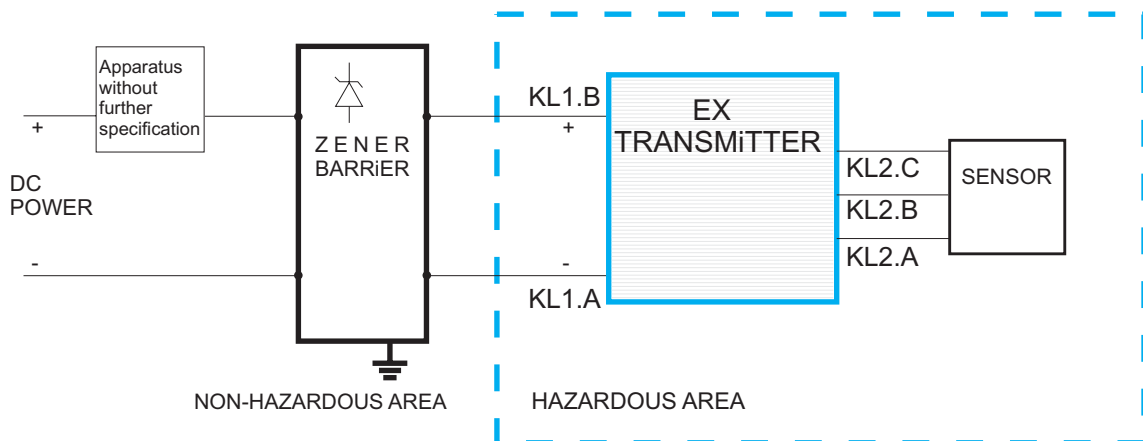 Apparatus
without
further
specification
+
DC
POWER
-
Z E N E R
BARRiER
NON-HAZARDOUS AREA
KL1.B
+
-
KL1.A
EX
TRANSMiTTER
KL2.C
KL2.B
KL2.A
SENSOR
HAZARDOUS AREA